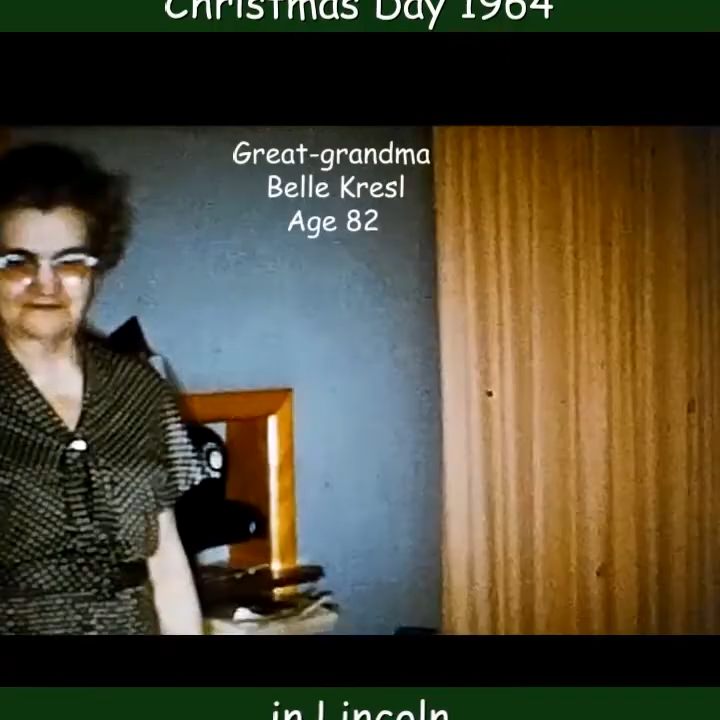 Christmas Day 1964
Great-grandma
Belle Kresl
Age 82
in Lincoln